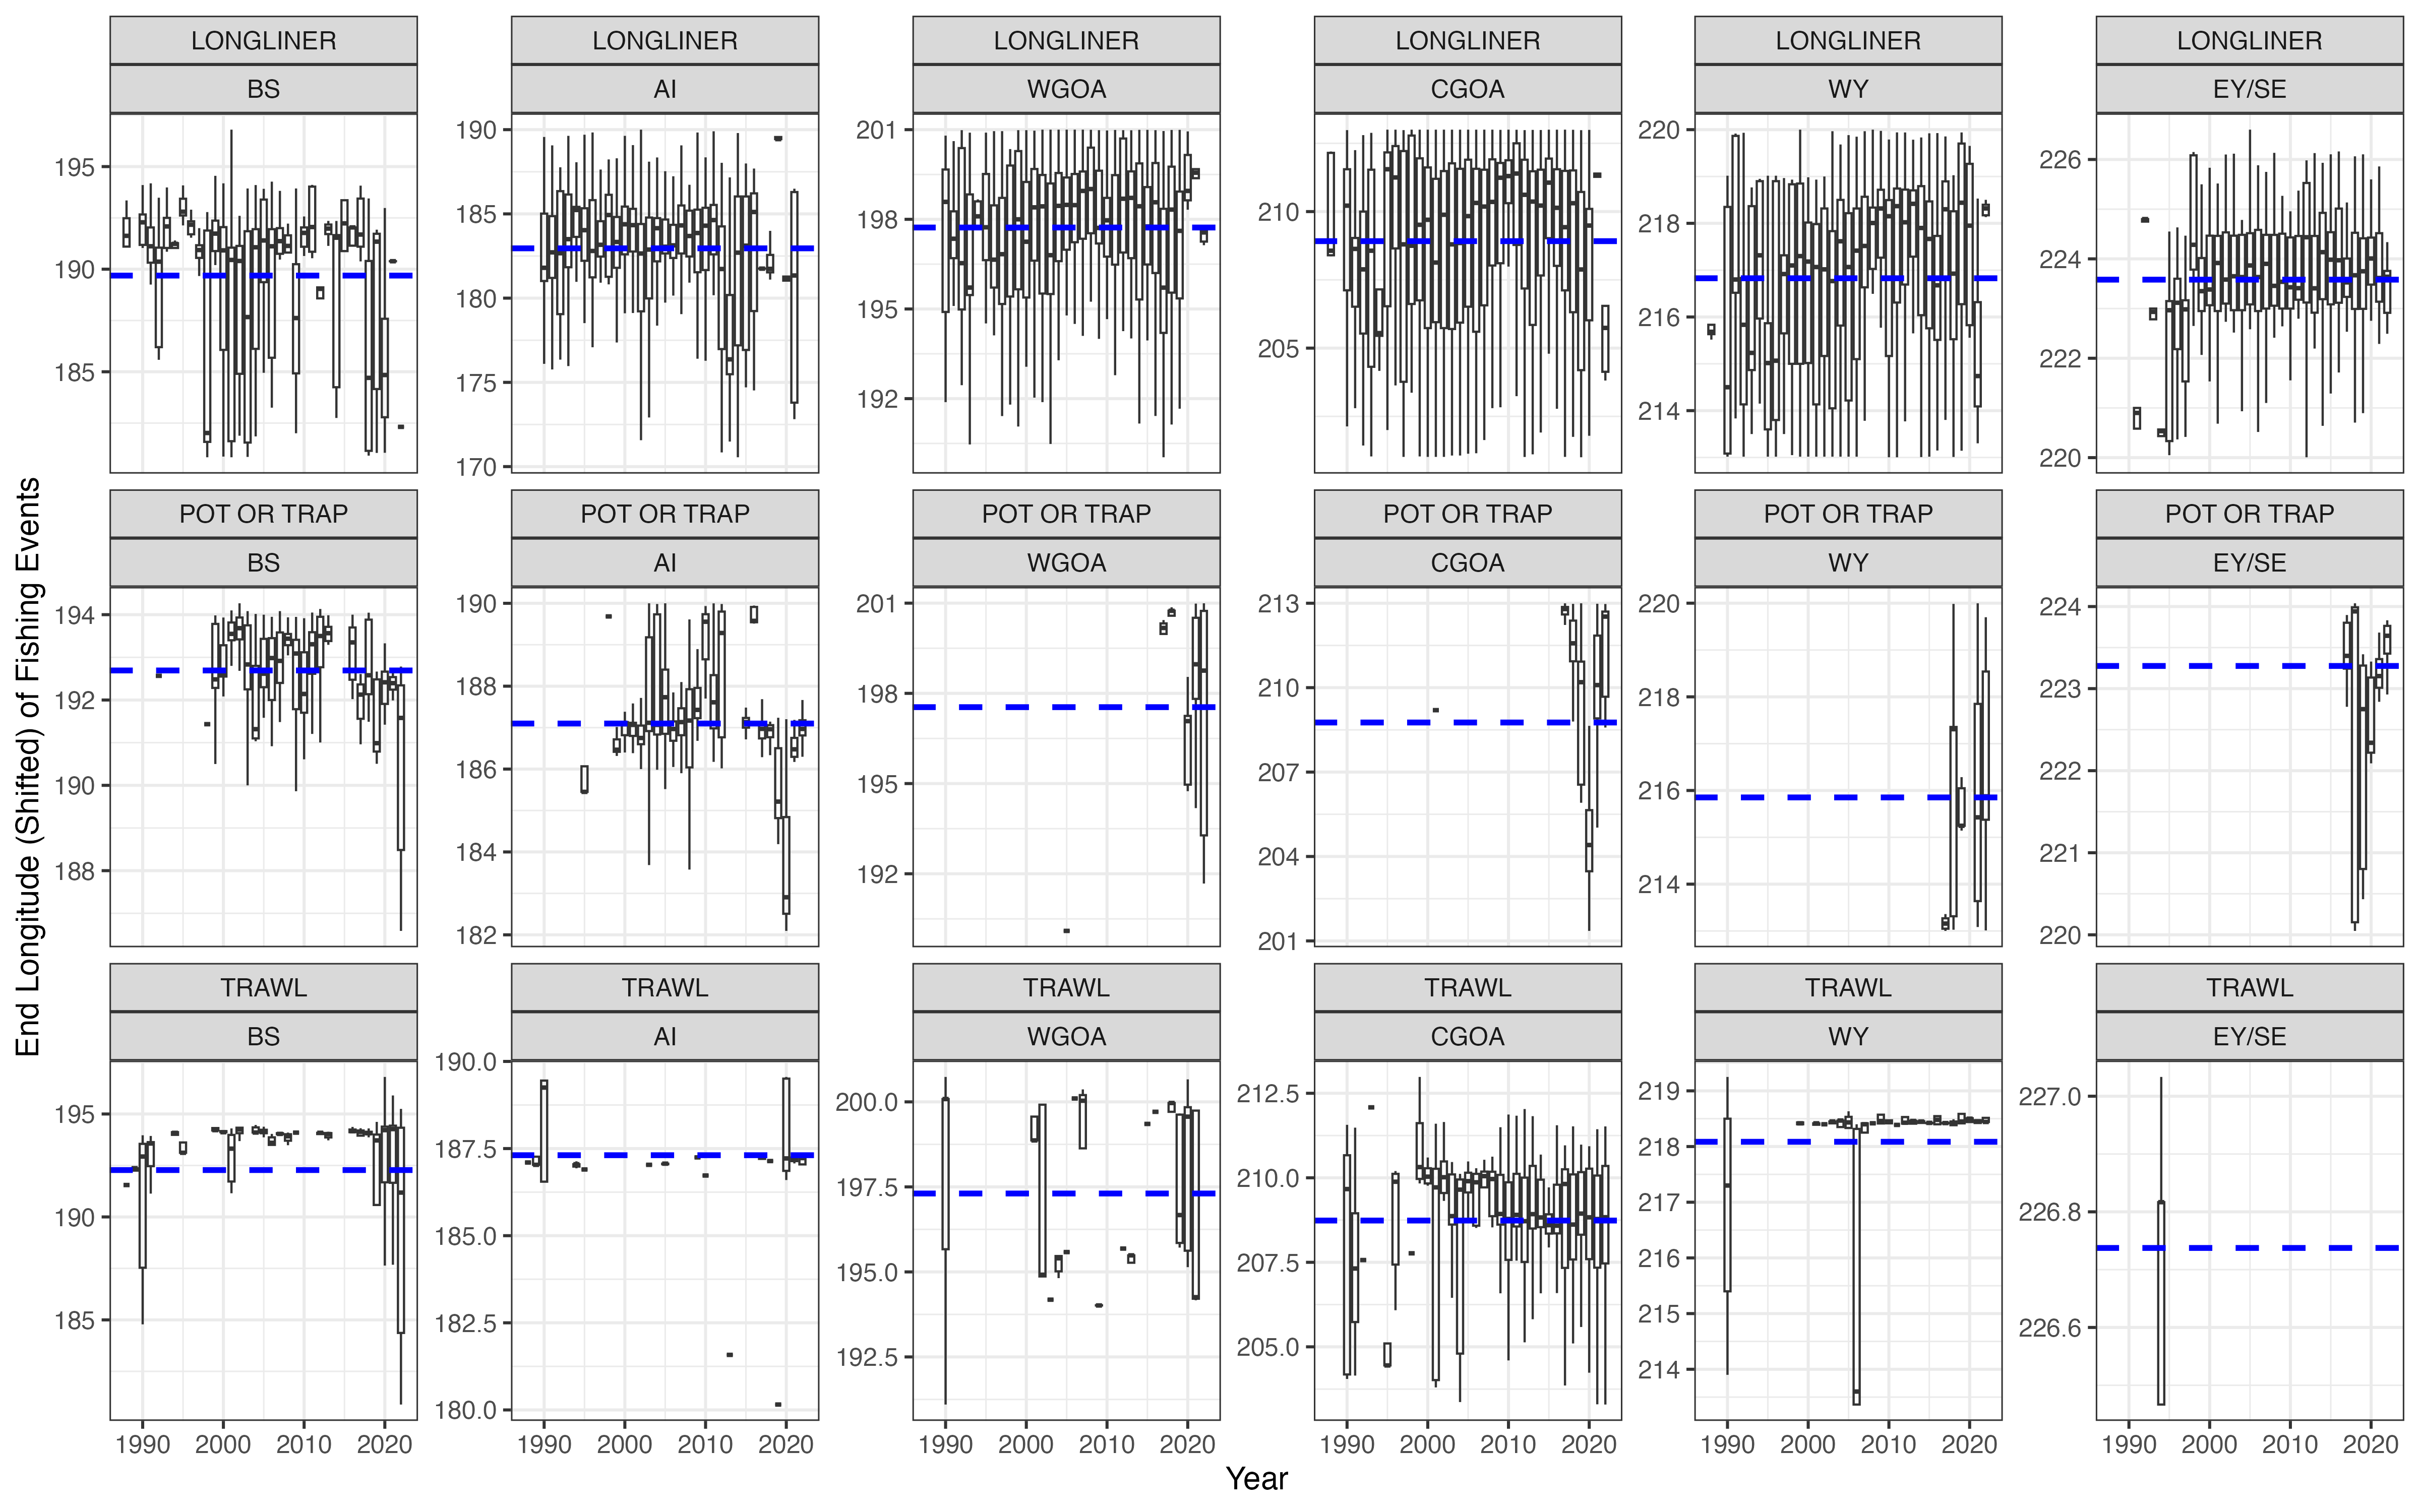 LONGLINER LONGLINER LONGLINER LONGLINER LONGLINER LONGLINER
BS AI WGOA CGOA WY EY/SE
195 190 185
190 185 180 175 170
201 198 195 192
210 205
220 218 216 214
226 224 222 220
POT OR TRAP POT OR TRAP POT OR TRAP POT OR TRAP POT OR TRAP POT OR TRAP
BS AI WGOA CGOA WY EY/SE
194 192 190 188
190 188 186 184 182
201 198 195 192
213 210 207 204 201
220 218 216 214
224 223 222 221 220
TRAWL TRAWL TRAWL TRAWL TRAWL TRAWL
BS AI WGOA CGOA WY EY/SE
195 190 185
190.0 187.5 185.0 182.5 180.0
200.0 197.5 195.0 192.5
212.5 210.0 207.5 205.0
219 218 217 216 215 214
227.0 226.8 226.6
1990 2000 2010 2020 1990 2000 2010 2020 1990 2000 2010 2020 1990 2000 2010 2020 1990 2000 2010 2020 1990 2000 2010 2020
Year
End Longitude (Shifted) of Fishing Events